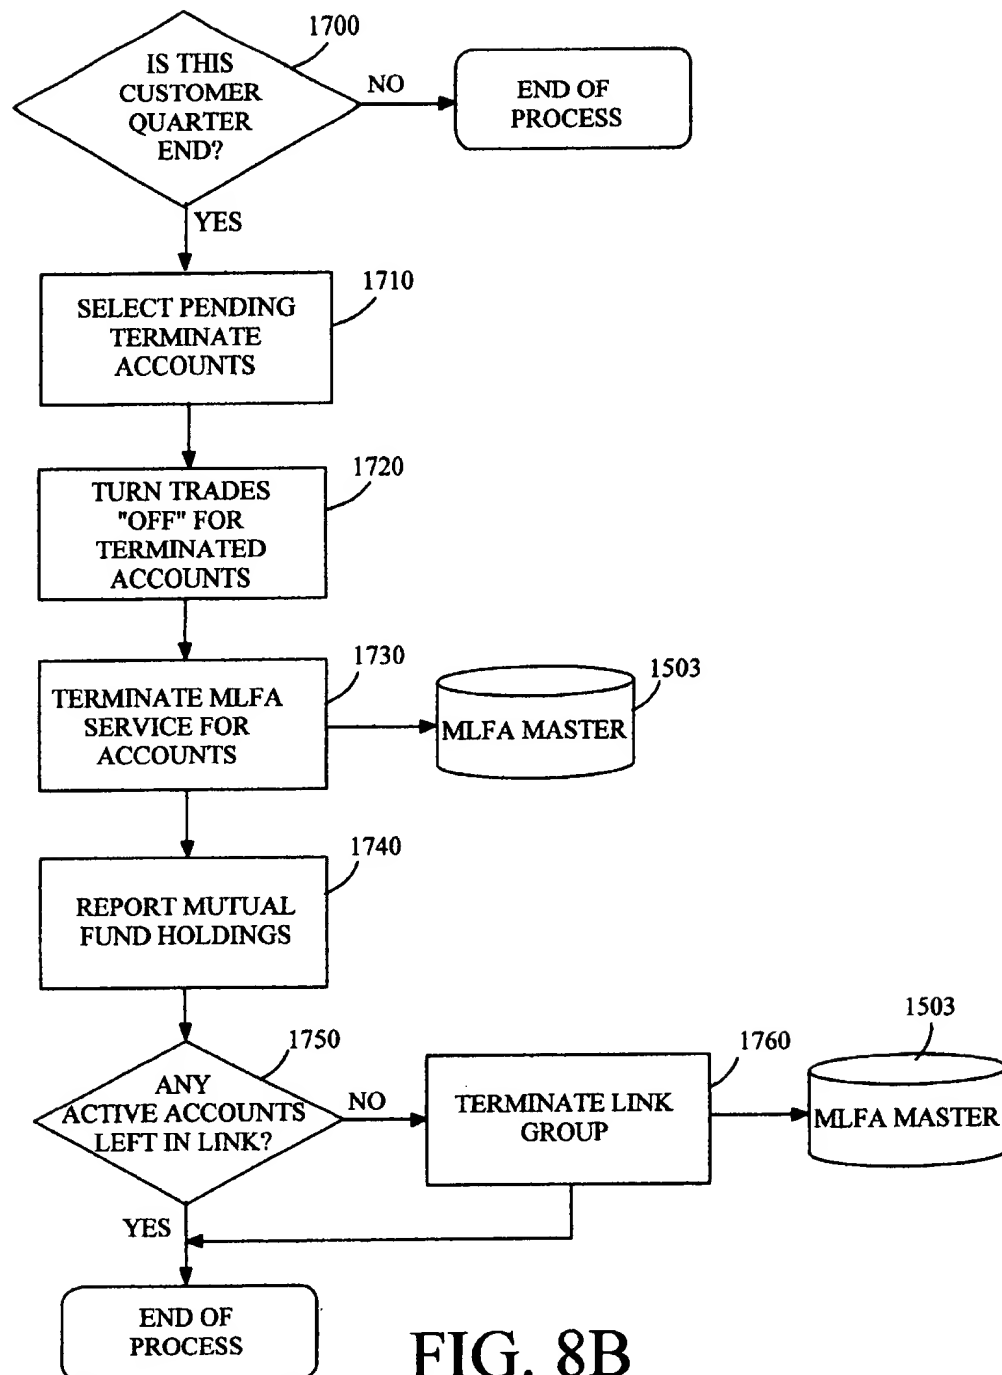 1700
IS THIS
CUSTOMER
QUARTER
END?
NO
END OF
PROCESS
YES
1710
SELECT PENDING
TERMINATE
ACCOUNTS
1720
TURN TRADES
"OFF" FOR
TERMINATED
ACCOUNTS
1730
TERMINATE MLFA
SERVICE FOR
ACCOUNTS
1503
MLFA MASTER
1740
REPORT MUTUAL
FUND HOLDINGS
1750
ANY
ACTIVE ACCOUNTS
LEFT IN LINK?
NO
1760
TERMINATE LINK
GROUP
1503
MLFA MASTER
YES
END OF
PROCESS
FIG. 8B